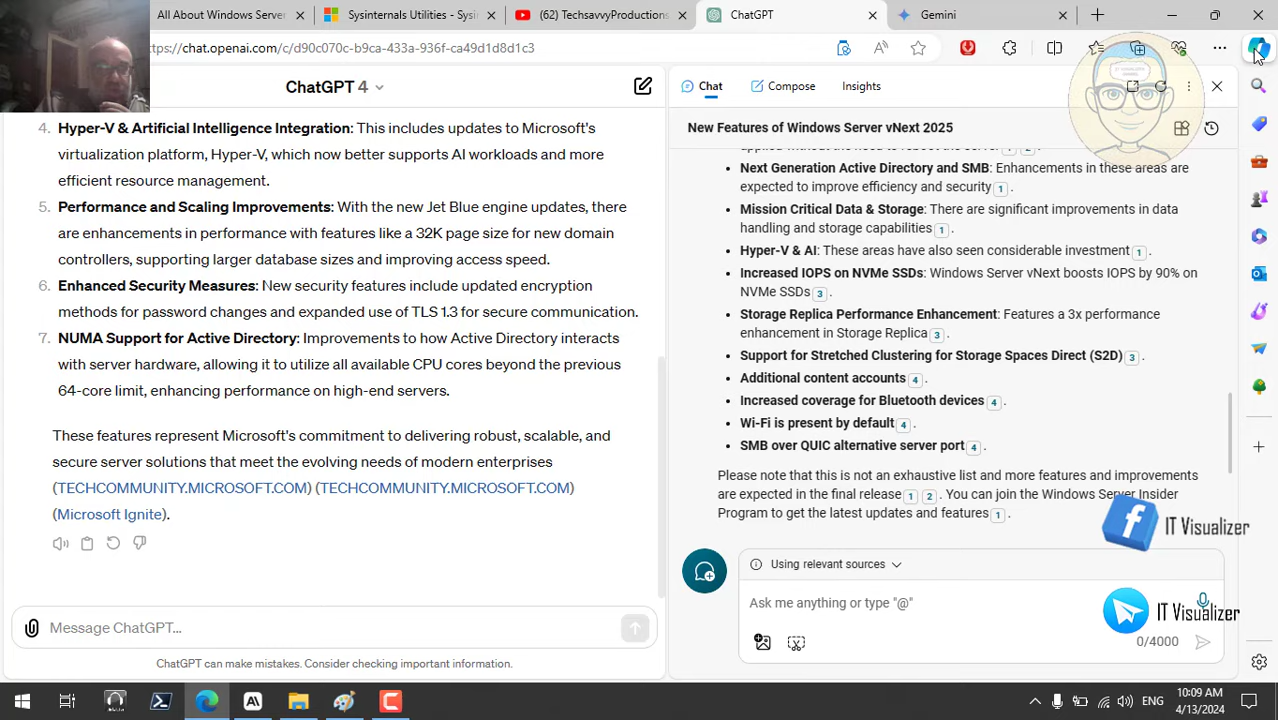 All About Windows Server
Sysinternals Utilities - Sysi
(62) TechsavvyProductions
ChatGPT
Gemini
ttps://chat.openai.com/c/d90c070c-b9ca-433a-936f-ca49d1d8d1c3
ChatGPT 4
4. Hyper-V & Artificial Intelligence Integration: This includes updates to Microsoft's
virtualization platform, Hyper-V, which now better supports AI workloads and more
efficient resource management.
5. Performance and Scaling Improvements: With the new Jet Blue engine updates, there
are enhancements in performance with features like a 32K page size for new domain
controllers, supporting larger database sizes and improving access speed.
6. Enhanced Security Measures: New security features include updated encryption
methods for password changes and expanded use of TLS 1.3 for secure communication.
7. NUMA Support for Active Directory: Improvements to how Active Directory interacts
with server hardware, allowing it to utilize all available CPU cores beyond the previous
64-core limit, enhancing performance on high-end servers.
These features represent Microsoft's commitment to delivering robust, scalable, and
secure server solutions that meet the evolving needs of modern enterprises
(TECHCOMMUNITY.MICROSOFT.COM) (TECHCOMMUNITY.MICROSOFT.COM)
(Microsoft Ignite).
Message ChatGPT...
ChatGPT can make mistakes. Consider checking important information.
Chat
Compose
Insights
New Features of Windows Server vNext 2025
applied without the need to reboot the server. 1 2 .
• Next Generation Active Directory and SMB: Enhancements in these areas are
expected to improve efficiency and security 1 .
• Mission Critical Data & Storage: There are significant improvements in data
handling and storage capabilities 1 .
• Hyper-V & AI: These areas have also seen considerable investment 1 .
• Increased IOPS on NVMe SSDs: Windows Server vNext boosts IOPS by 90% on
NVMe SSDs 3 .
• Storage Replica Performance Enhancement: Features a 3x performance
enhancement in Storage Replica 3 .
• Support for Stretched Clustering for Storage Spaces Direct (S2D) 3 .
• Additional content accounts 4 .
• Increased coverage for Bluetooth devices 4 .
• Wi-Fi is present by default 4 .
• SMB over QUIC alternative server port 4 .
Please note that this is not an exhaustive list and more features and improvements
are expected in the final release 1 2 . You can join the Windows Server Insider
Program to get the latest updates and features 1 .
IT Visualizer
Using relevant sources
Ask me anything or type "@"
IT Visualizer
0/4000
ENG
10:09 AM
4/13/2024